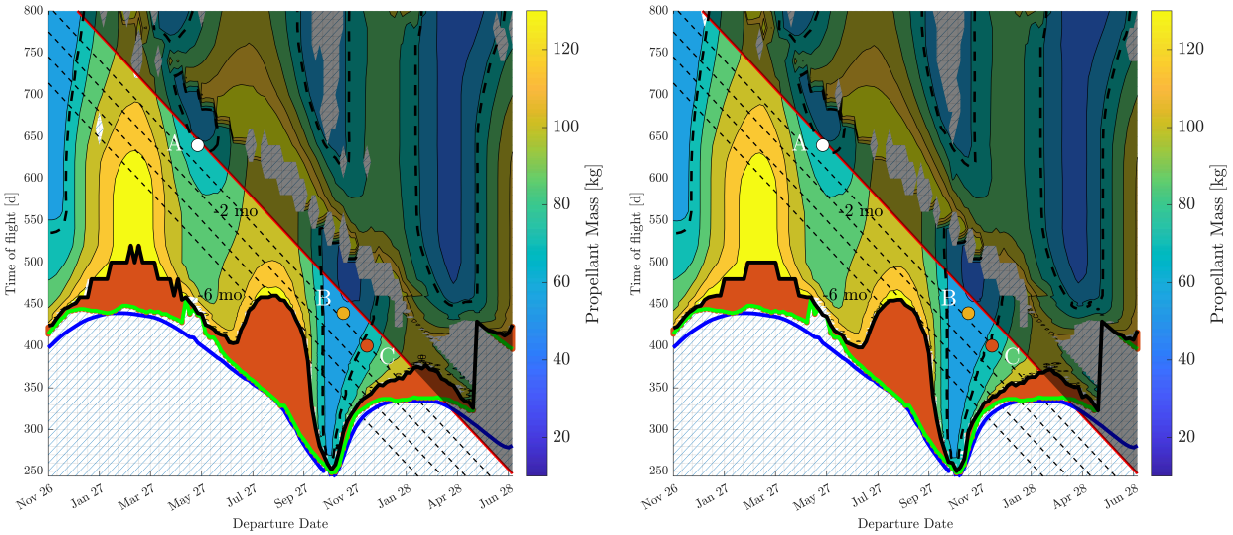 800
750
700
650
600
550
500
450
400
350
300
250
Time of flight [d]
A
-2 mo
-6 mo
B
C
Nov 26
Jan 27
Mar 27
May 27
Jul 27
Sep 27
Nov 27
Jan 28
Apr 28
Jun 28
Departure Date
120
100
80
60
40
20
Propellant Mass [kg]
800
750
700
650
600
550
500
450
400
350
300
250
Time of flight [d]
A
-2 mo
-6 mo
B
C
Nov 26
Jan 27
Mar 27
May 27
Jul 27
Sep 27
Nov 27
Jan 28
Apr 28
Jun 28
Departure Date
120
100
80
60
40
20
Propellant Mass [kg]